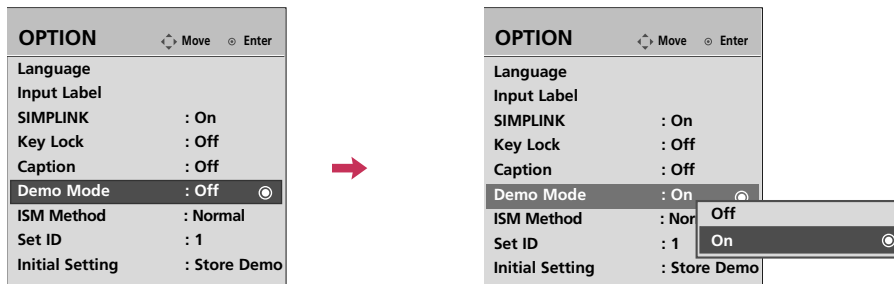 OPTION Move Enter
Language
Input Label
SIMPLINK : On
Key Lock : Off
Caption : Off
Demo Mode : Off
ISM Method : Normal
Set ID : 1
Initial Setting : Store Demo
OPTION Move Enter
Language
Input Label
SIMPLINK : On
Key Lock : Off
Caption : Off
Demo Mode : On
ISM Method : Nor
Set ID : 1
Initial Setting : Store Demo
Off
On